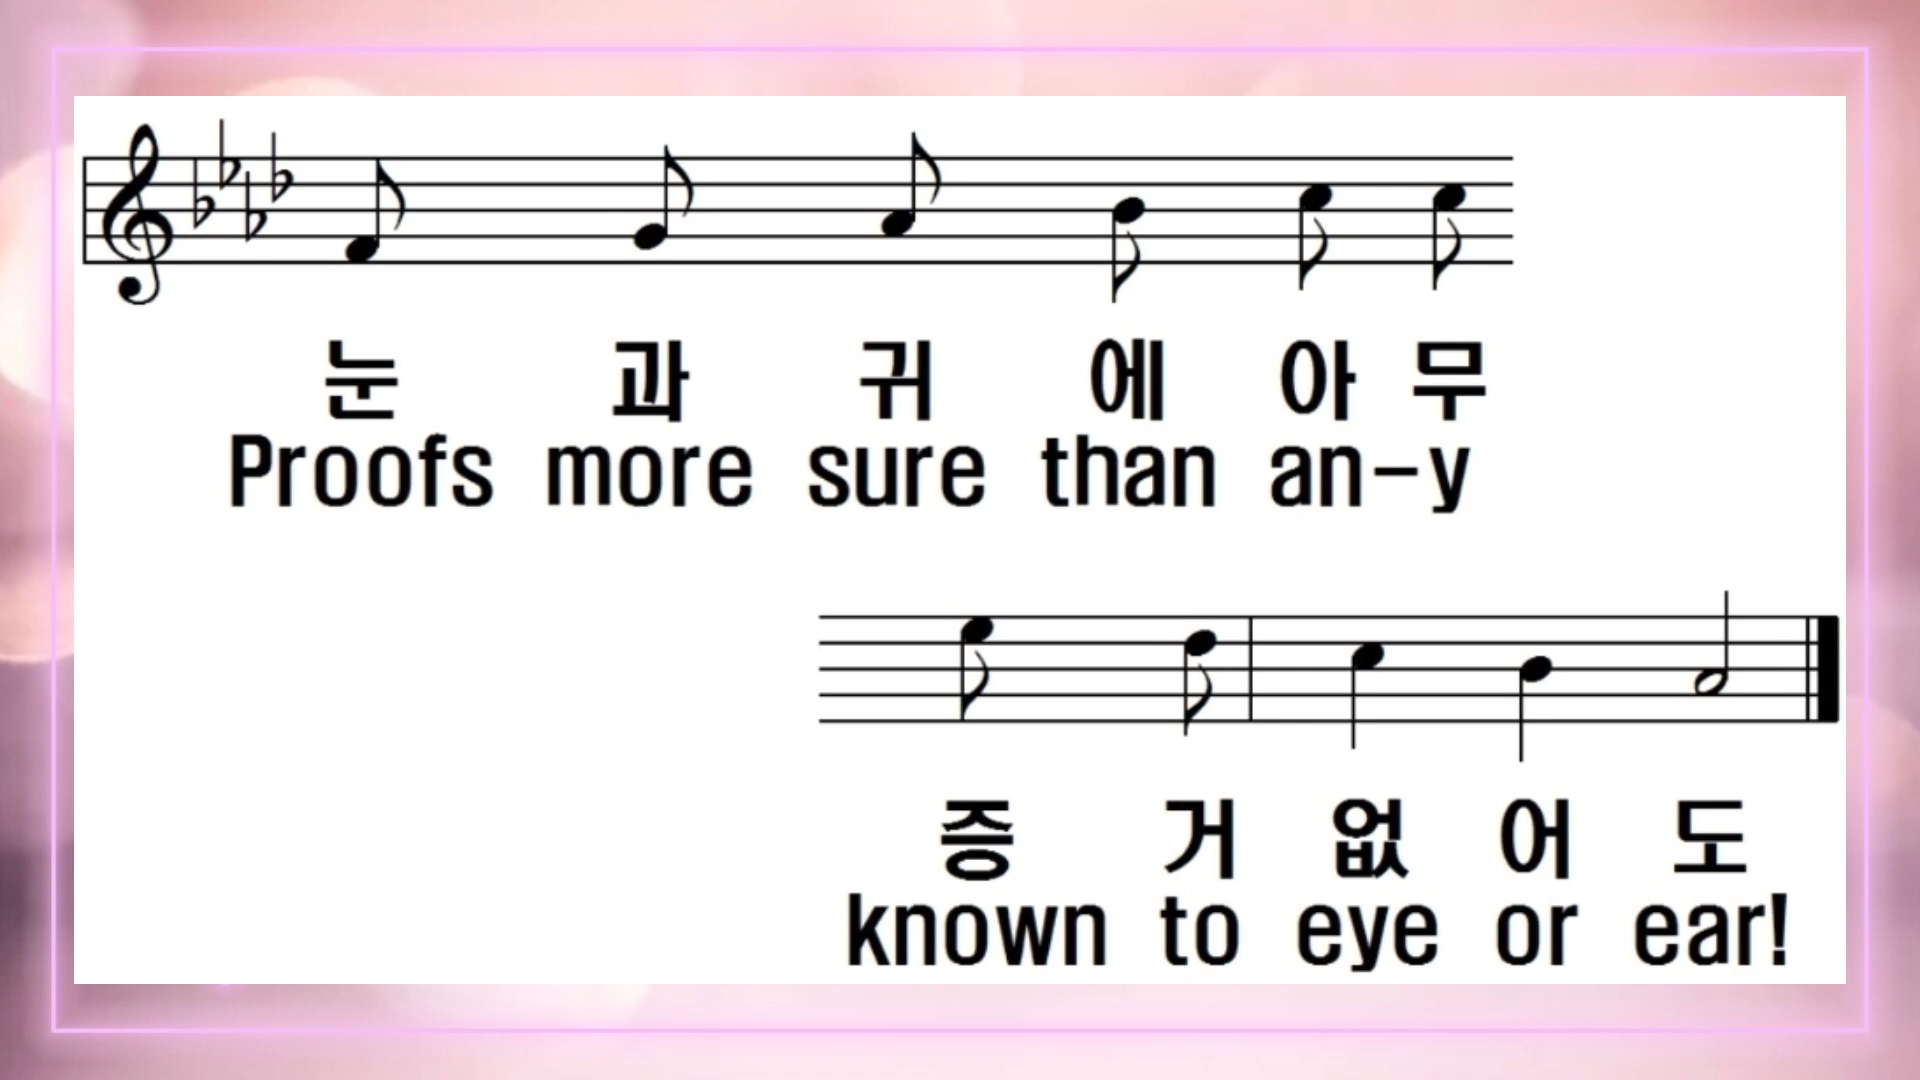 눈 과 귀 에 아 무
Proofs more sure than an-y
증 거 없 어 도
known to eye or ear!